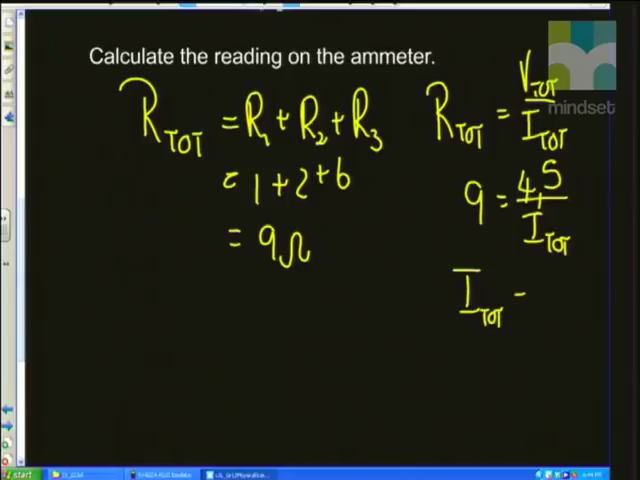 Calculate the reading on the ammeter.
mindset
R_TOT = R_1 + R_2 + R_3
= 1 + 2 + 6
= 9Ω
R_TOT = V_TOT / I_TOT
9 = 4,5 / I_TOT
I_TOT =
start